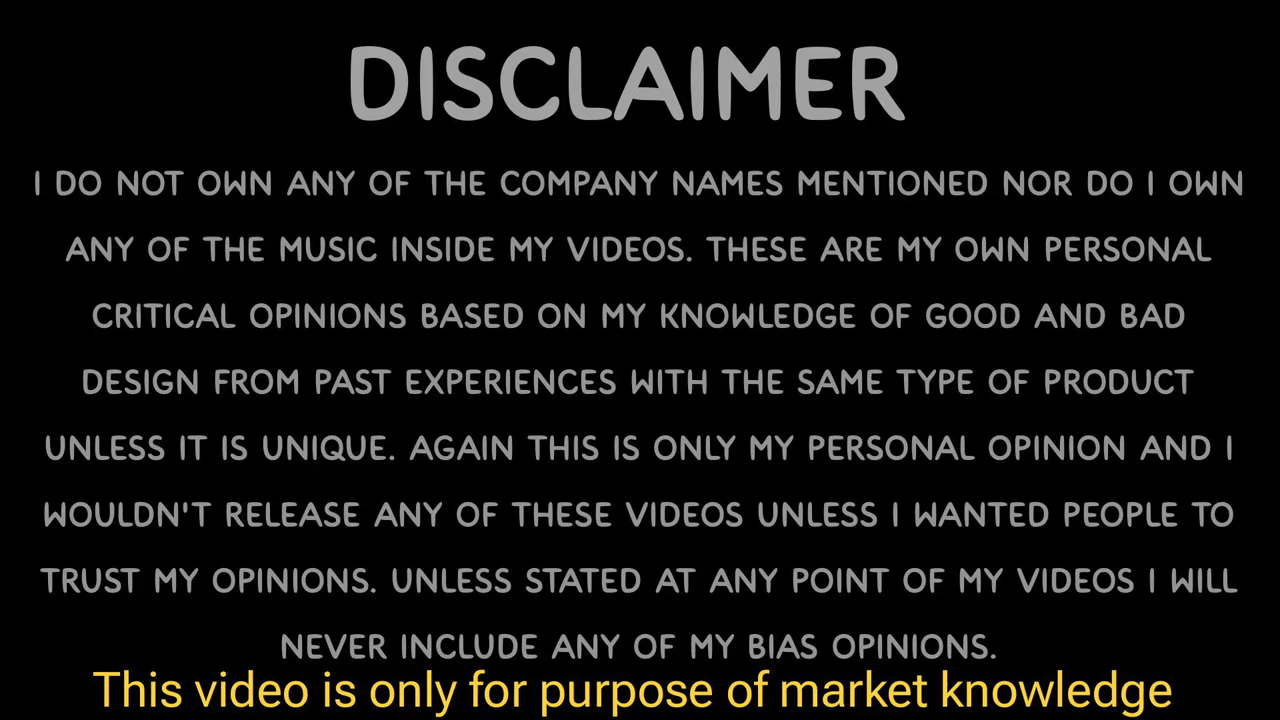 DISCLAIMER
I DO NOT OWN ANY OF THE COMPANY NAMES MENTIONED NOR DO I OWN
ANY OF THE MUSIC INSIDE MY VIDEOS. THESE ARE MY OWN PERSONAL
CRITICAL OPINIONS BASED ON MY KNOWLEDGE OF GOOD AND BAD
DESIGN FROM PAST EXPERIENCES WITH THE SAME TYPE OF PRODUCT
UNLESS IT IS UNIQUE. AGAIN THIS IS ONLY MY PERSONAL OPINION AND I
WOULDN'T RELEASE ANY OF THESE VIDEOS UNLESS I WANTED PEOPLE TO
TRUST MY OPINIONS. UNLESS STATED AT ANY POINT OF MY VIDEOS I WILL
NEVER INCLUDE ANY OF MY BIAS OPINIONS.
This video is only for purpose of market knowledge